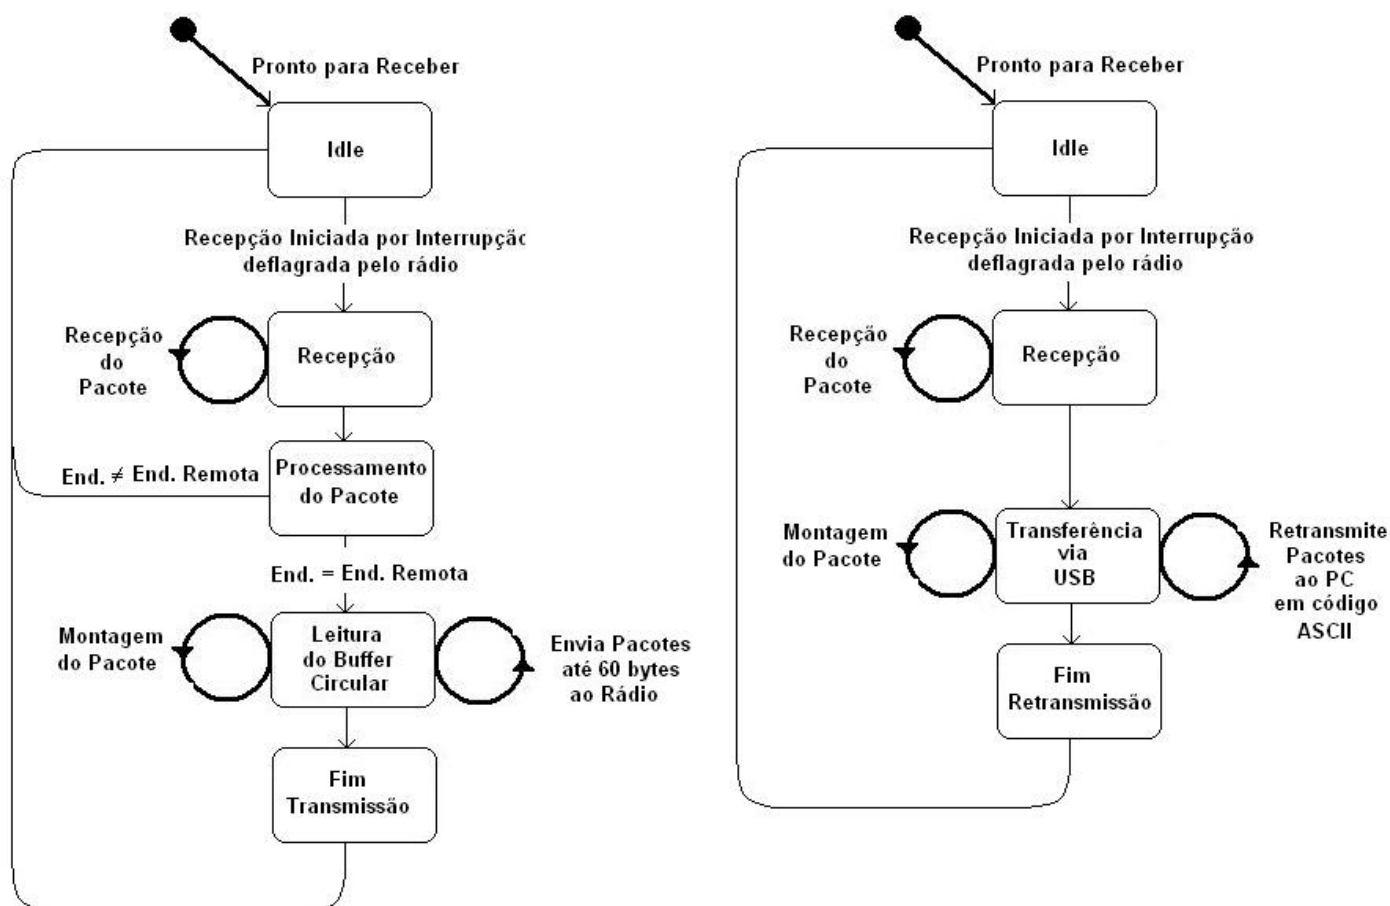 Pronto para Receber
Idle
Recepção Iniciada por Interrupção
deflagrada pelo rádio
Recepção
do
Pacote
Recepção
End. ≠ End. Remota
Processamento
do Pacote
End. = End. Remota
Montagem
do Pacote
Leitura
do Buffer
Circular
Envia Pacotes
até 60 bytes
ao Rádio
Fim
Transmissão
Pronto para Receber
Idle
Recepção Iniciada por Interrupção
deflagrada pelo rádio
Recepção
do
Pacote
Recepção
Montagem
do Pacote
Transferência
via
USB
Retransmite
Pacotes
ao PC
em código
ASCII
Fim
Retransmissão